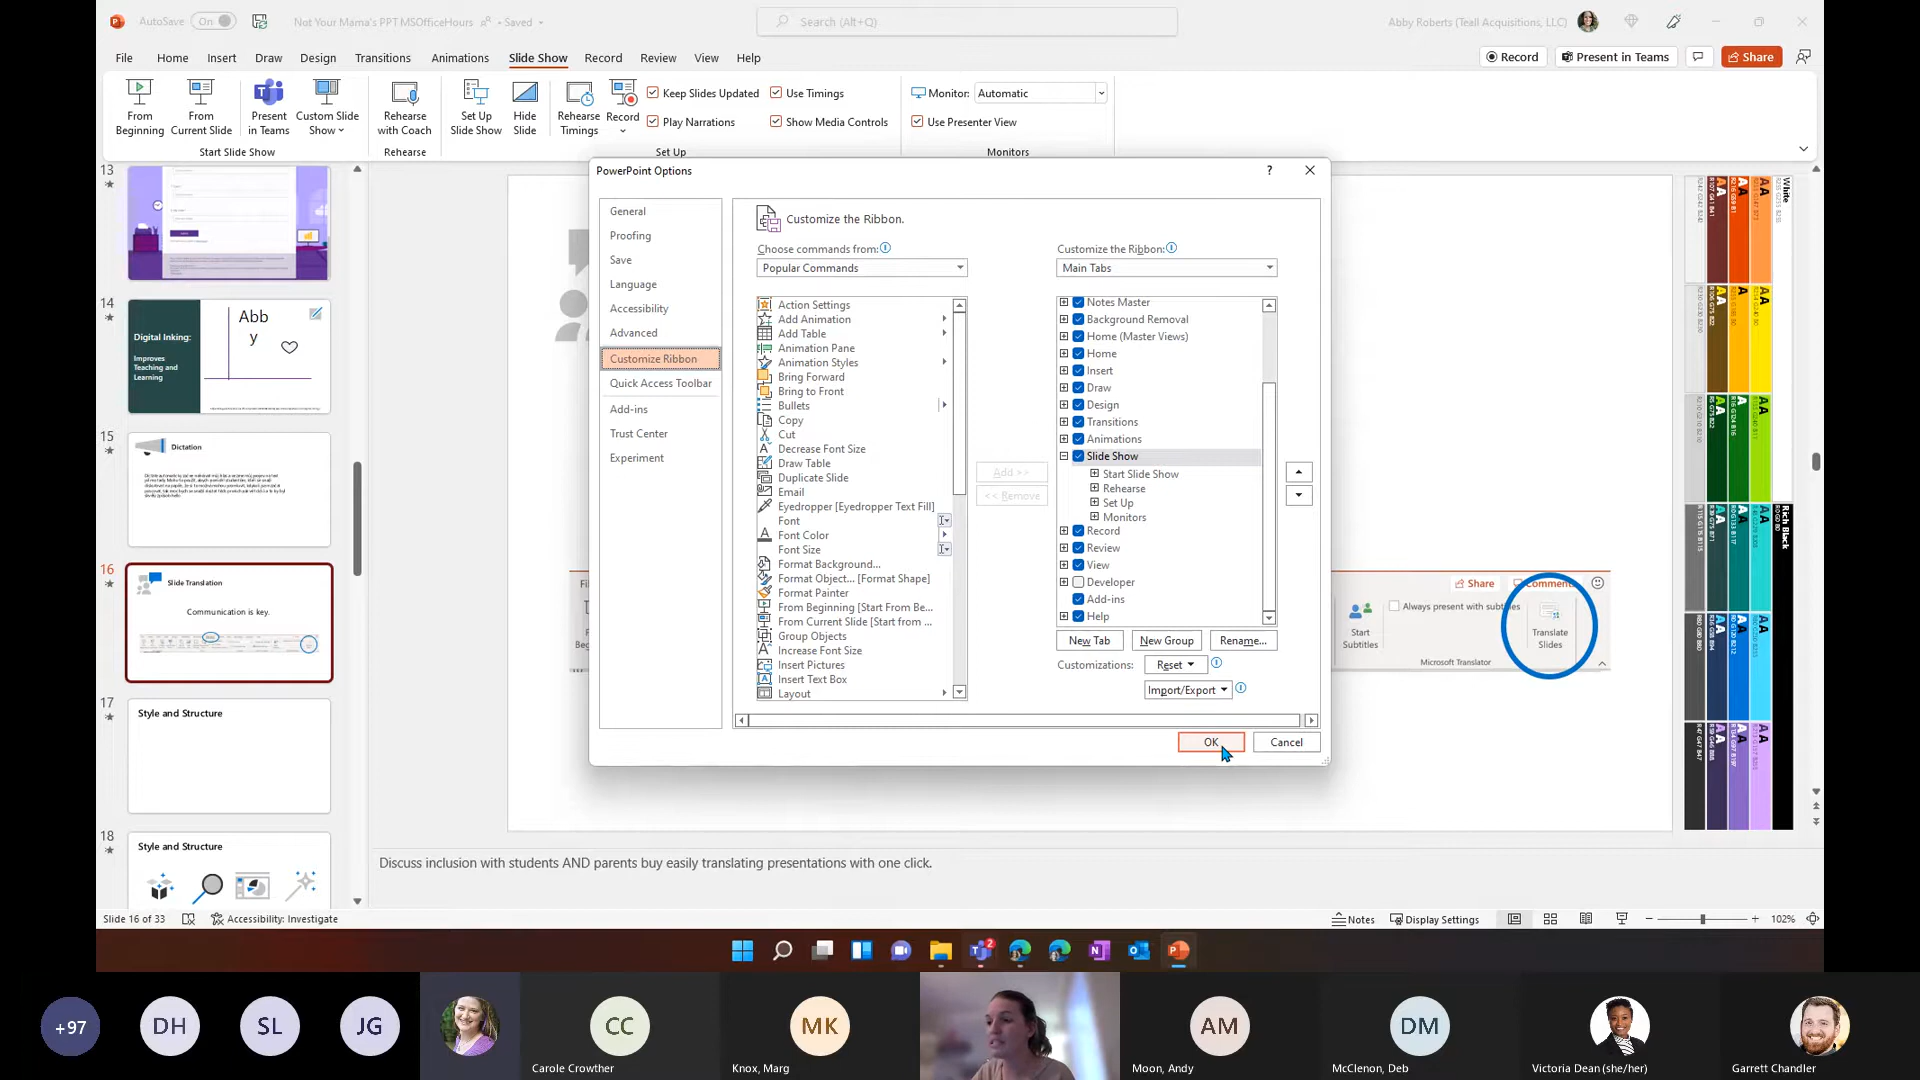 AutoSave On Not Your Mama's PPT MSOfficeHours • Saved Search (Alt+Q) Abby Roberts (Teall Acquisitions, LLC)
File Home Insert Draw Design Transitions Animations Slide Show Record Review View Help Record Present in Teams Share
From Beginning
From Current Slide
Present in Teams
Custom Slide Show
Rehearse with Coach
Set Up Slide Show
Hide Slide
Rehearse Timings
Record
Keep Slides Updated Use Timings
Play Narrations Show Media Controls
Monitor: Automatic
Use Presenter View
Start Slide Show Rehearse Set Up Monitors
13
14
Digital Inking:
Improves Teaching and Learning
Abb
y
15
Dictation
16
Slide Translation
Communication is key.
17
Style and Structure
18
Style and Structure
PowerPoint Options ?
General
Proofing
Save
Language
Accessibility
Advanced
Customize Ribbon
Quick Access Toolbar
Add-ins
Trust Center
Experiment
Customize the Ribbon.
Choose commands from:
Popular Commands
Action Settings
Add Animation
Add Table
Animation Pane
Animation Styles
Bring Forward
Bring to Front
Bullets
Copy
Cut
Decrease Font Size
Draw Table
Duplicate Slide
Email
Eyedropper [Eyedropper Text Fill]
Font
Font Color
Font Size
Format Background...
Format Object... [Format Shape]
Format Painter
From Beginning [Start From Be...
From Current Slide [Start from ...
Group Objects
Increase Font Size
Insert Pictures
Insert Text Box
Layout
Add >>
<< Remove
Customize the Ribbon:
Main Tabs
Notes Master
Background Removal
Home (Master Views)
Home
Insert
Draw
Design
Transitions
Animations
Slide Show
Start Slide Show
Rehearse
Set Up
Monitors
Record
Review
View
Developer
Add-ins
Help
New Tab New Group Rename...
Customizations: Reset
Import/Export
OK Cancel
Share
Always present with subtitles
Start Subtitles
Translate Slides
Microsoft Translator
White
Rich Black
Discuss inclusion with students AND parents buy easily translating presentations with one click.
Slide 16 of 33 Accessibility: Investigate Notes Display Settings 102%
2
+97 DH SL JG CC MK AM DM
Carole Crowther Knox, Marg Moon, Andy McClenon, Deb Victoria Dean (she/her) Garrett Chandler